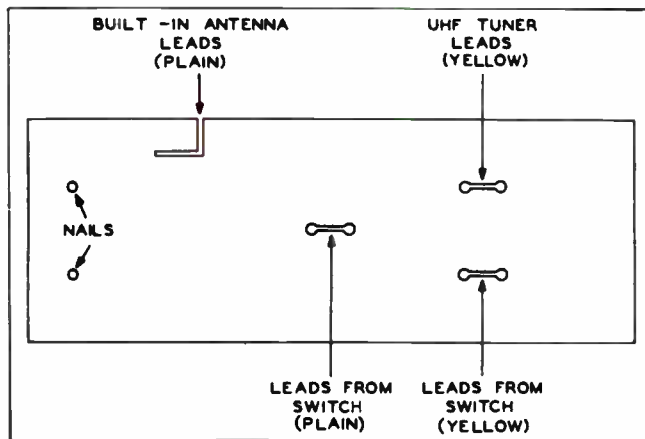 BUILT -IN ANTENNA
LEADS
(PLAIN)
UHF TUNER
LEADS
(YELLOW)
NAILS
LEADS FROM
SWITCH
(PLAIN)
LEADS FROM
SWITCH
(YELLOW)